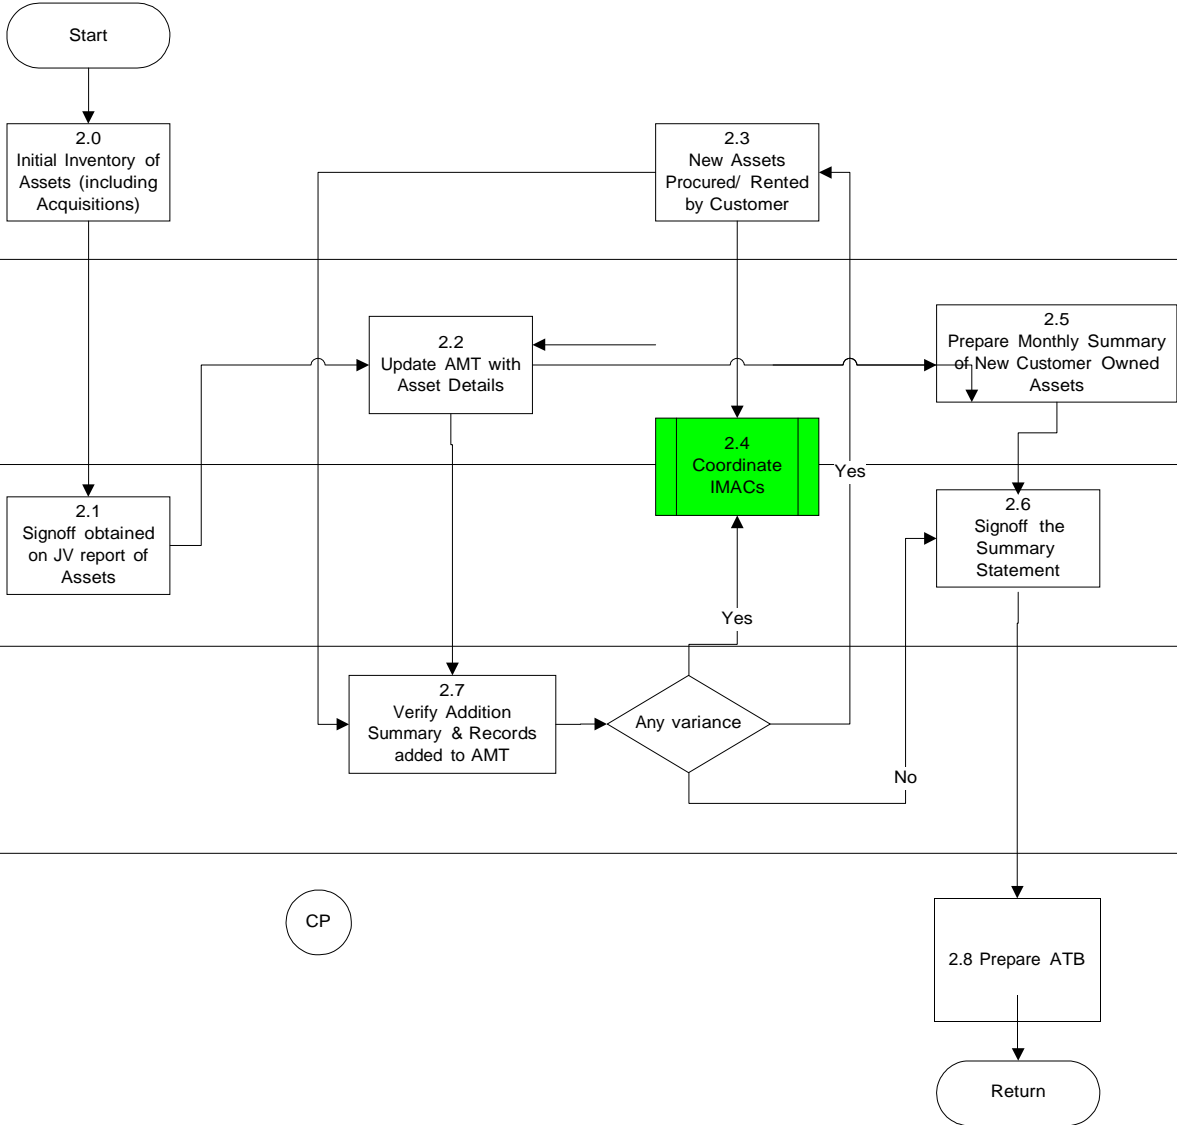 Start
2.0
Initial Inventory of
Assets (including
Acquisitions)
2.3
New Assets
Procured/ Rented
by Customer
2.2
Update AMT with
Asset Details
2.5
Prepare Monthly Summary
of New Customer Owned
Assets
2.4
Coordinate
IMACs
Yes
2.1
Signoff obtained
on JV report of
Assets
2.6
Signoff the
Summary
Statement
Yes
2.7
Verify Addition
Summary & Records
added to AMT
Any variance
No
CP
2.8 Prepare ATB
Return